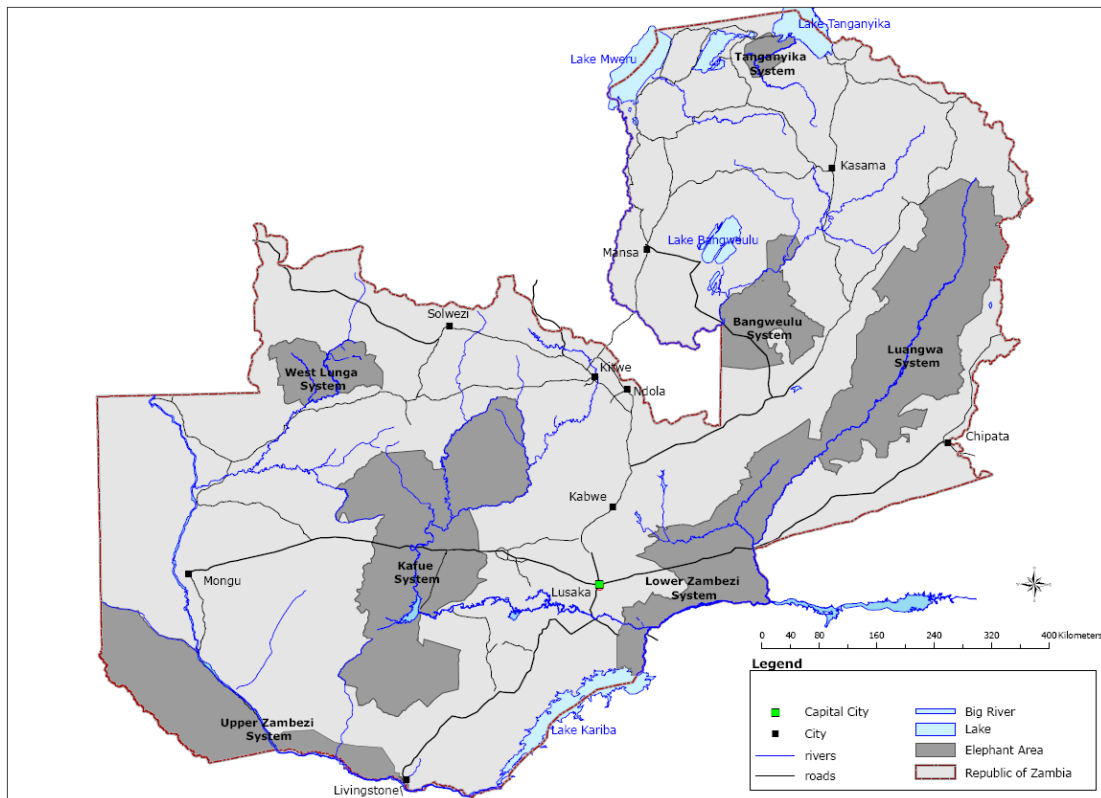 Lake Tanganyika
Lake Mweru
Tanganyika
System
Kasama
Lake Bangweulu
Mansa
Solwezi
Bangweulu
System
Luangwa
System
West Lunga
System
Kitwe
Ndola
Chipata
Kabwe
Kafue
System
Mongu
Lusaka
Lower Zambezi
System
Upper Zambezi
System
Lake Kariba
Livingstone
0 40 80 160 240 320 400 Kilometers
Legend
Capital City
City
rivers
roads
Big River
Lake
Elephant Area
Republic of Zambia